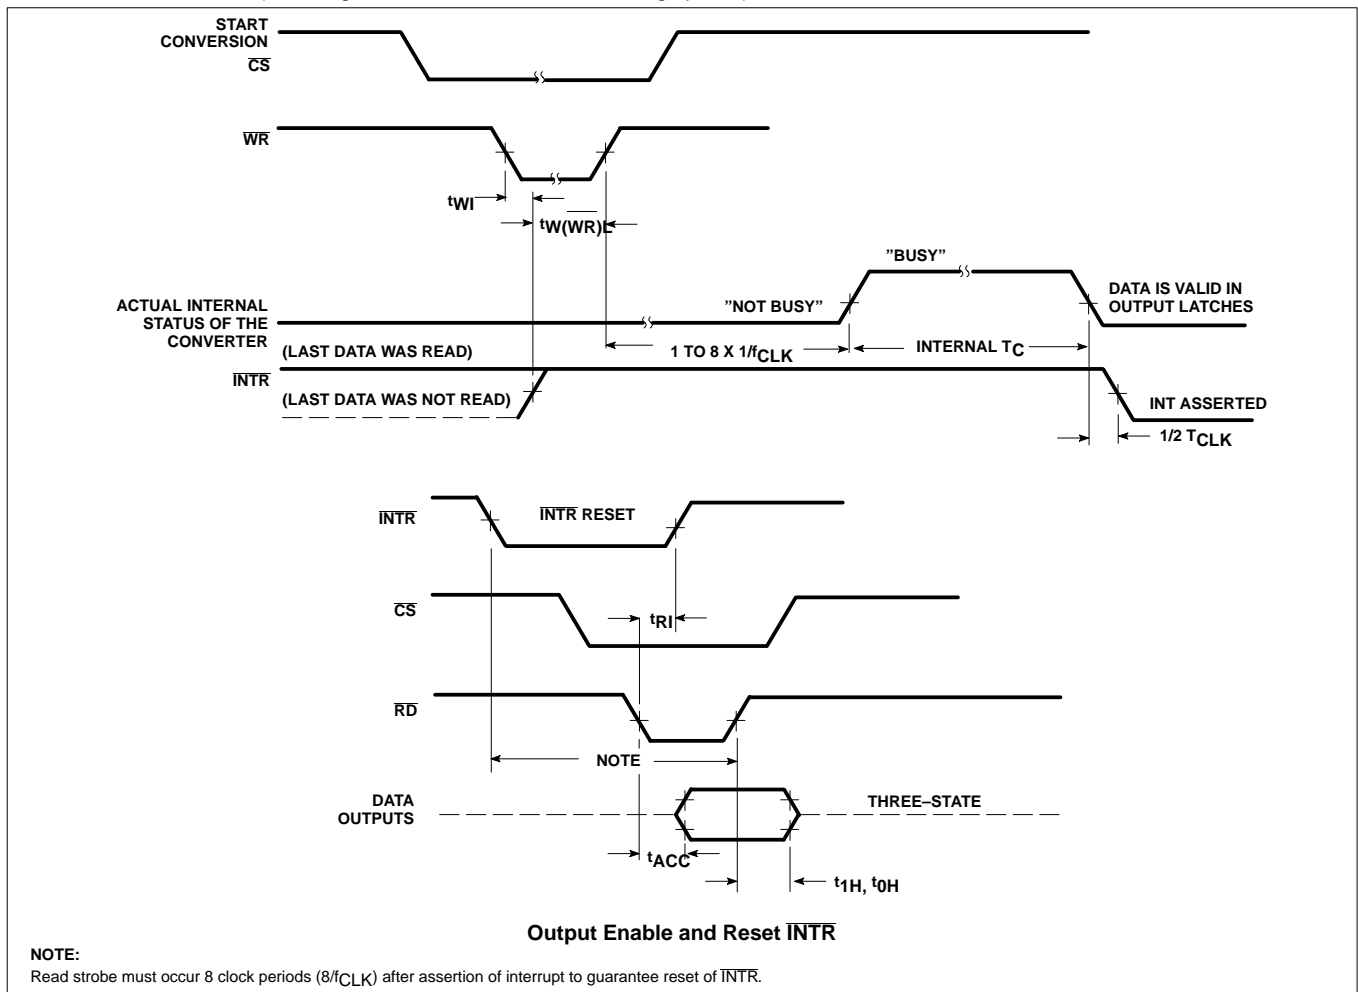 START
CONVERSION
CS
WR
tWI
tW(WR)L
"BUSY"
ACTUAL INTERNAL
STATUS OF THE
CONVERTER
"NOT BUSY"
DATA IS VALID IN
OUTPUT LATCHES
(LAST DATA WAS READ)
1 TO 8 X 1/fCLK
INTERNAL TC
INTR
(LAST DATA WAS NOT READ)
INT ASSERTED
1/2 TCLK
INTR
INTR RESET
CS
tRI
RD
NOTE
DATA
OUTPUTS
THREE–STATE
tACC
t1H, t0H
Output Enable and Reset INTR
NOTE:
Read strobe must occur 8 clock periods (8/fCLK) after assertion of interrupt to guarantee reset of INTR.